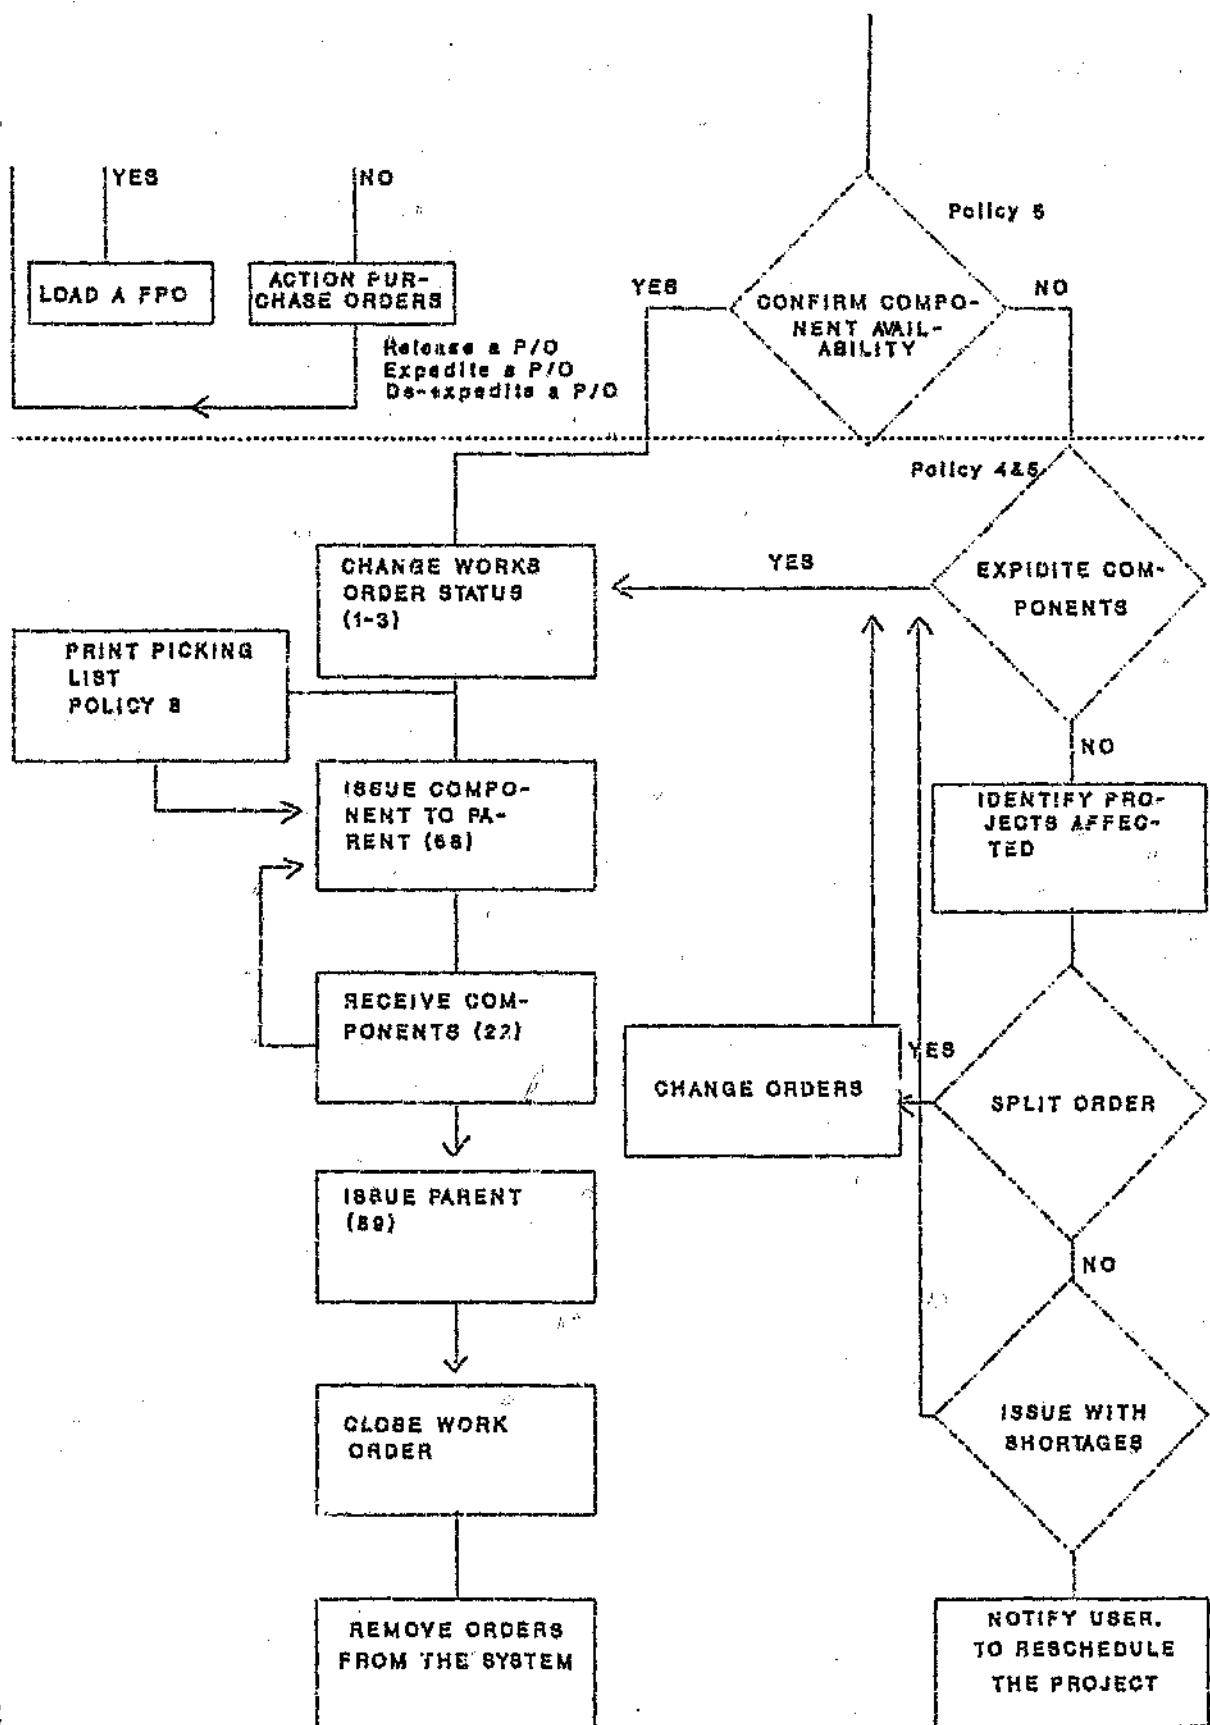 YES
NO
Policy 5
LOAD A FPO
ACTION PUR-
CHASE ORDERS
YES
NO
CONFIRM COMPO-
NENT AVAIL-
ABILITY
Release a P/O
Expedite a P/O
De-expedite a P/O
Policy 4&5
CHANGE WORKS
ORDER STATUS
(1-3)
YES
EXPIDITE COM-
PONENTS
PRINT PICKING
LIST
POLICY 8
NO
ISSUE COMPO-
NENT TO PA-
RENT (58)
IDENTIFY PRO-
JECTS AFFEC-
TED
RECEIVE COM-
PONENTS (22)
YES
CHANGE ORDERS
SPLIT ORDER
ISSUE PARENT
(59)
NO
CLOSE WORK
ORDER
ISSUE WITH
SHORTAGES
REMOVE ORDERS
FROM THE SYSTEM
NOTIFY USER.
TO RESCHEDULE
THE PROJECT